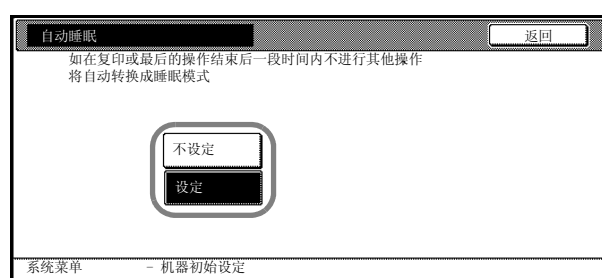 自动睡眠
返回
如在复印或最后的操作结束后一段时间内不进行其他操作
将自动转换成睡眠模式
不设定
设定
系统菜单 - 机器初始设定